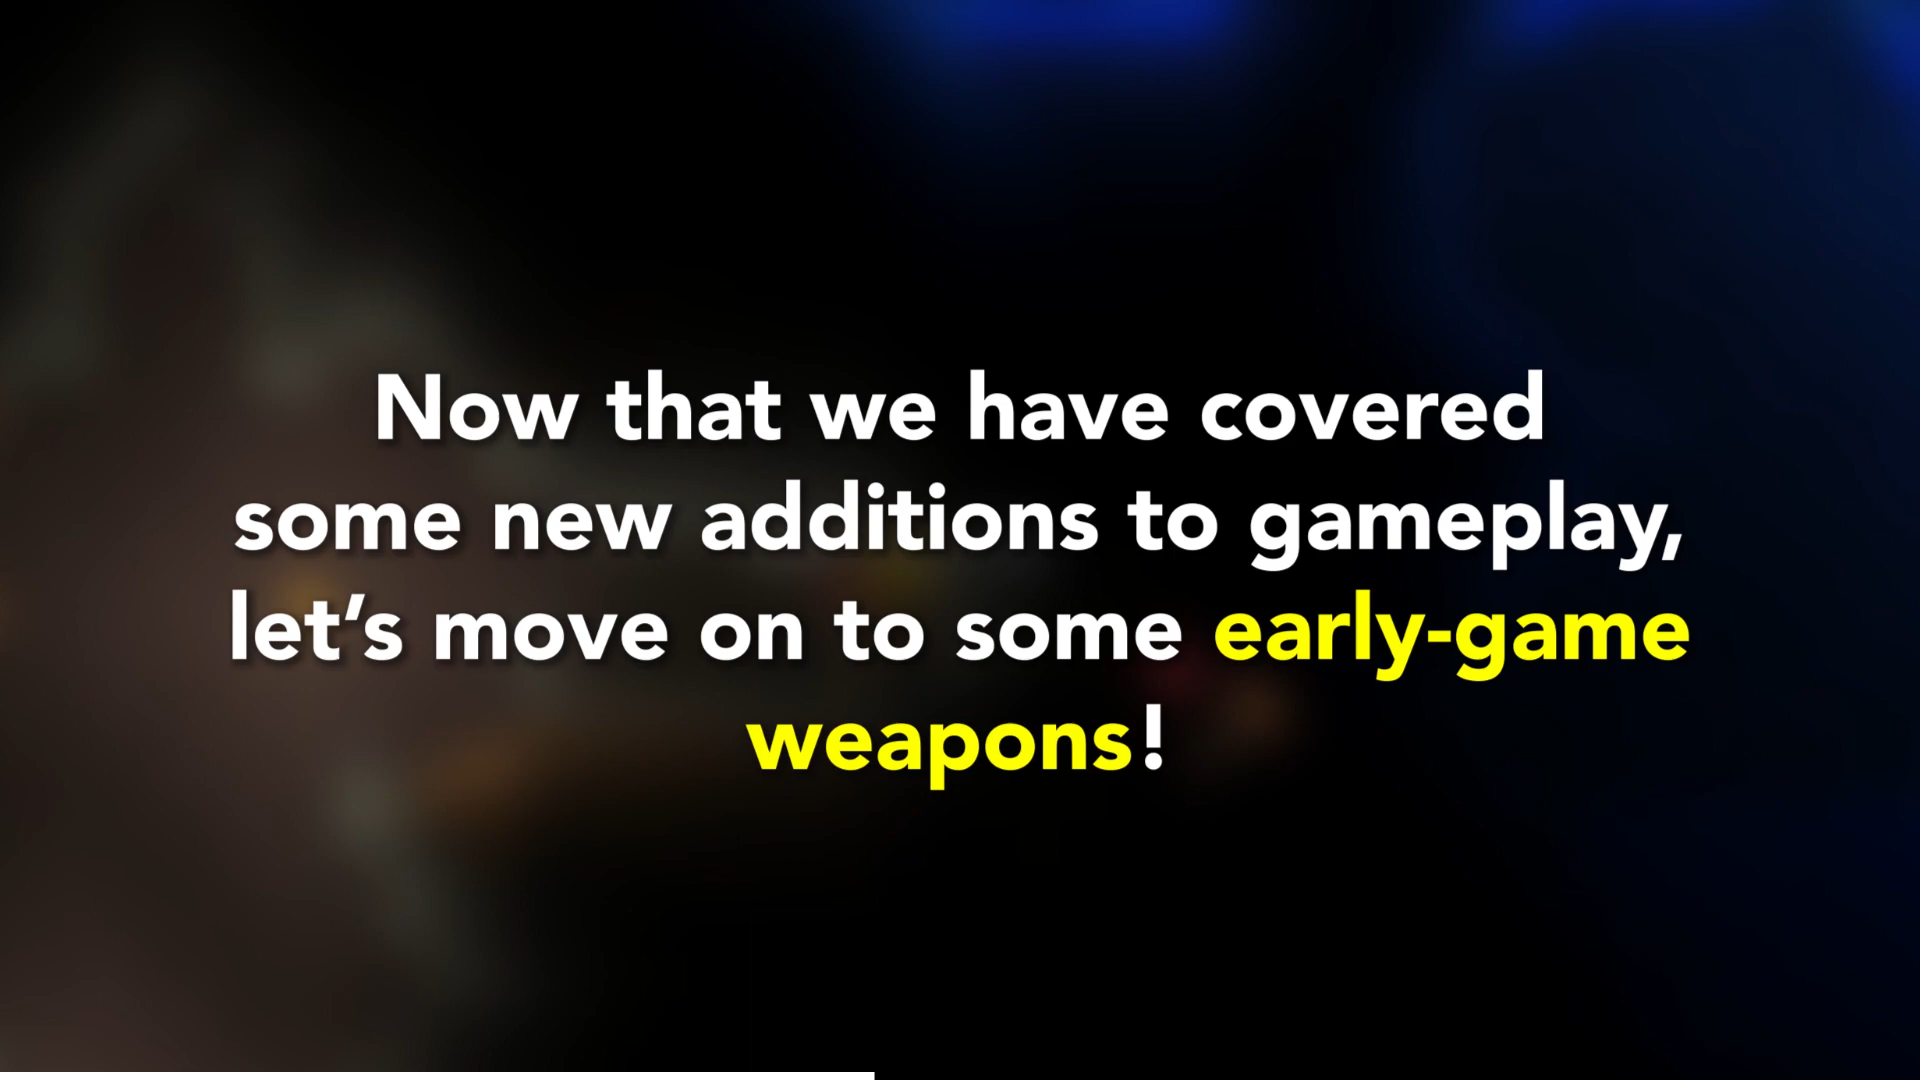 Now that we have covered
some new additions to gameplay,
let’s move on to some early-game
weapons!